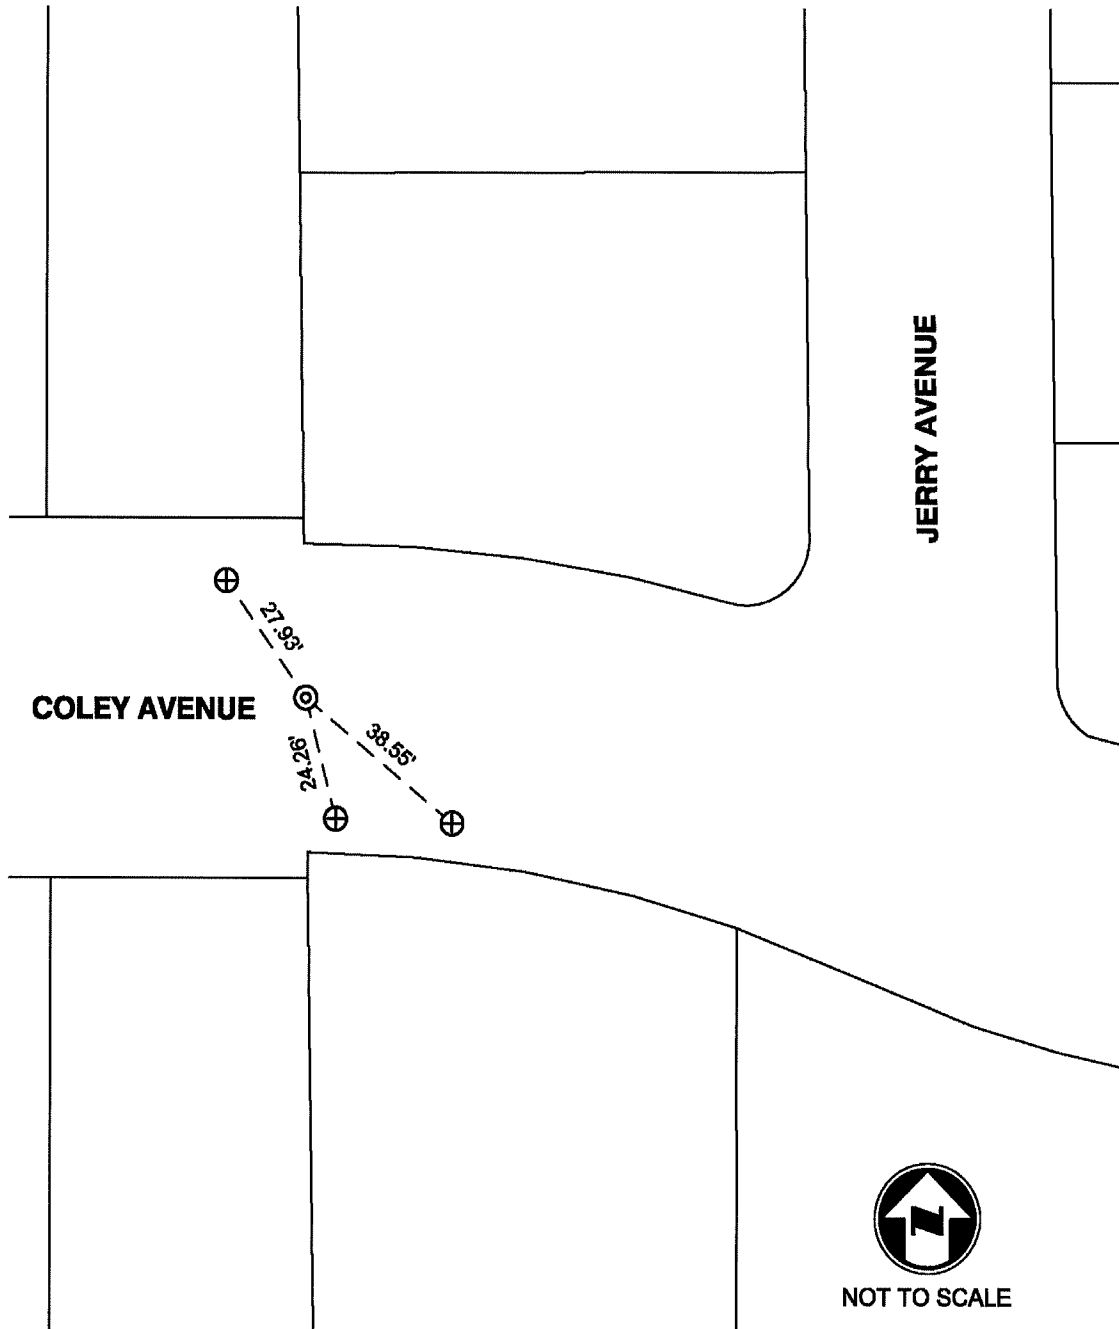 JERRY AVENUE
27.93'
COLEY AVENUE
38.55'
24.26'
N
NOT TO SCALE